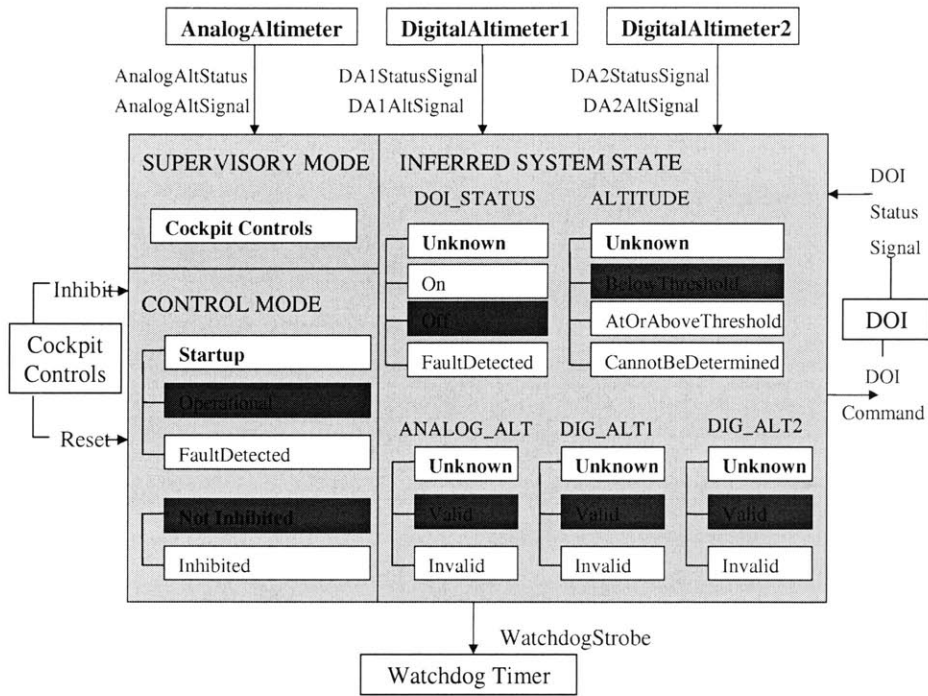 AnalogAltimeter
DigitalAltimeter1
DigitalAltimeter2
AnalogAltStatus
AnalogAltSignal
DA1StatusSignal
DA1AltSignal
DA2StatusSignal
DA2AltSignal
SUPERVISORY MODE
Cockpit Controls
INFERRED SYSTEM STATE
DOI_STATUS
Unknown
On
Off
FaultDetected
ALTITUDE
Unknown
BelowThreshold
AtOrAboveThreshold
CannotBeDetermined
DOI
Status
Signal
DOI
DOI
Command
Inhibit
Cockpit
Controls
Reset
CONTROL MODE
Startup
Operational
FaultDetected
Not Inhibited
Inhibited
ANALOG_ALT
Unknown
Valid
Invalid
DIG_ALT1
Unknown
Valid
Invalid
DIG_ALT2
Unknown
Valid
Invalid
WatchdogStrobe
Watchdog Timer